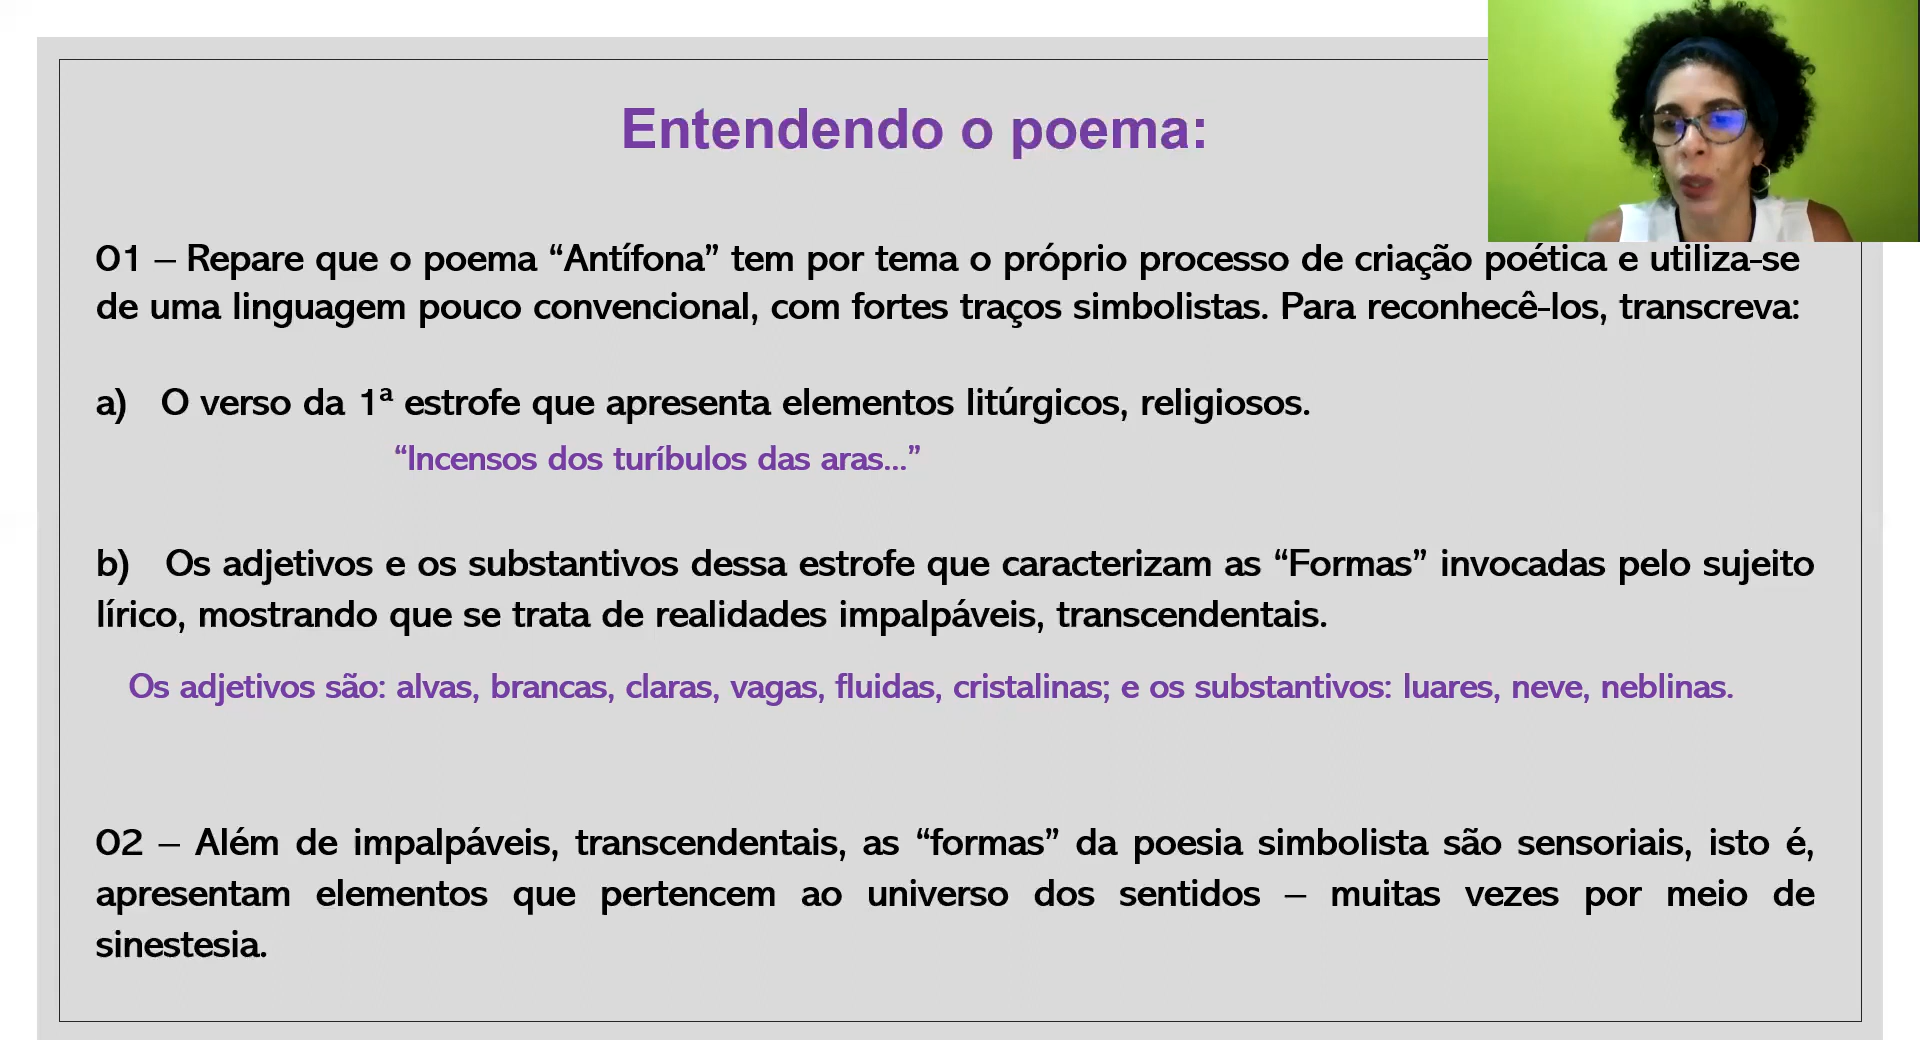 Entendendo o poema:
01 – Repare que o poema “Antífona” tem por tema o próprio processo de criação poética e utiliza-se
de uma linguagem pouco convencional, com fortes traços simbolistas. Para reconhecê-los, transcreva:
a) O verso da 1ª estrofe que apresenta elementos litúrgicos, religiosos.
“Incensos dos turíbulos das aras...”
b) Os adjetivos e os substantivos dessa estrofe que caracterizam as “Formas” invocadas pelo sujeito
lírico, mostrando que se trata de realidades impalpáveis, transcendentais.
Os adjetivos são: alvas, brancas, claras, vagas, fluidas, cristalinas; e os substantivos: luares, neve, neblinas.
02 – Além de impalpáveis, transcendentais, as “formas” da poesia simbolista são sensoriais, isto é,
apresentam elementos que pertencem ao universo dos sentidos – muitas vezes por meio de
sinestesia.